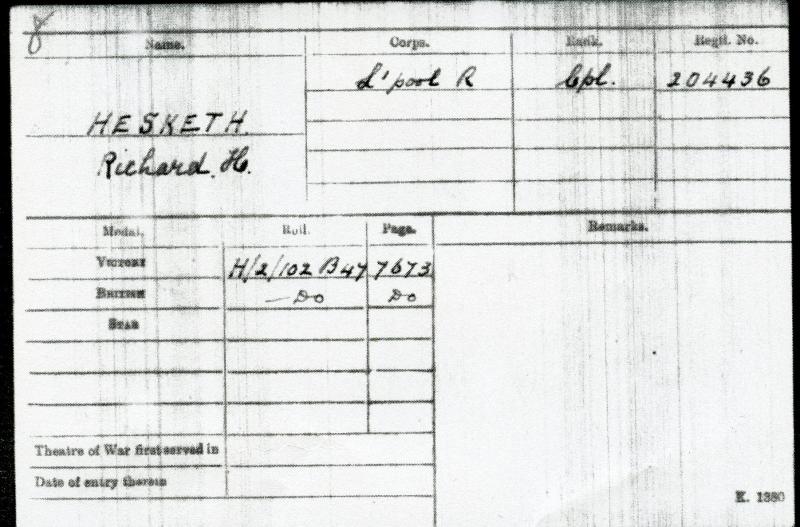 Name. Corps. Rank. Regtl. No.
L'pool R Cpl. 204436
HESKETH.
Richard. H.
Medal. Roll. Page. Remarks.
VICTORY H/2/102 B47 7673
BRITISH — Do Do
STAR
Theatre of War first served in
Date of entry therein
K. 1380